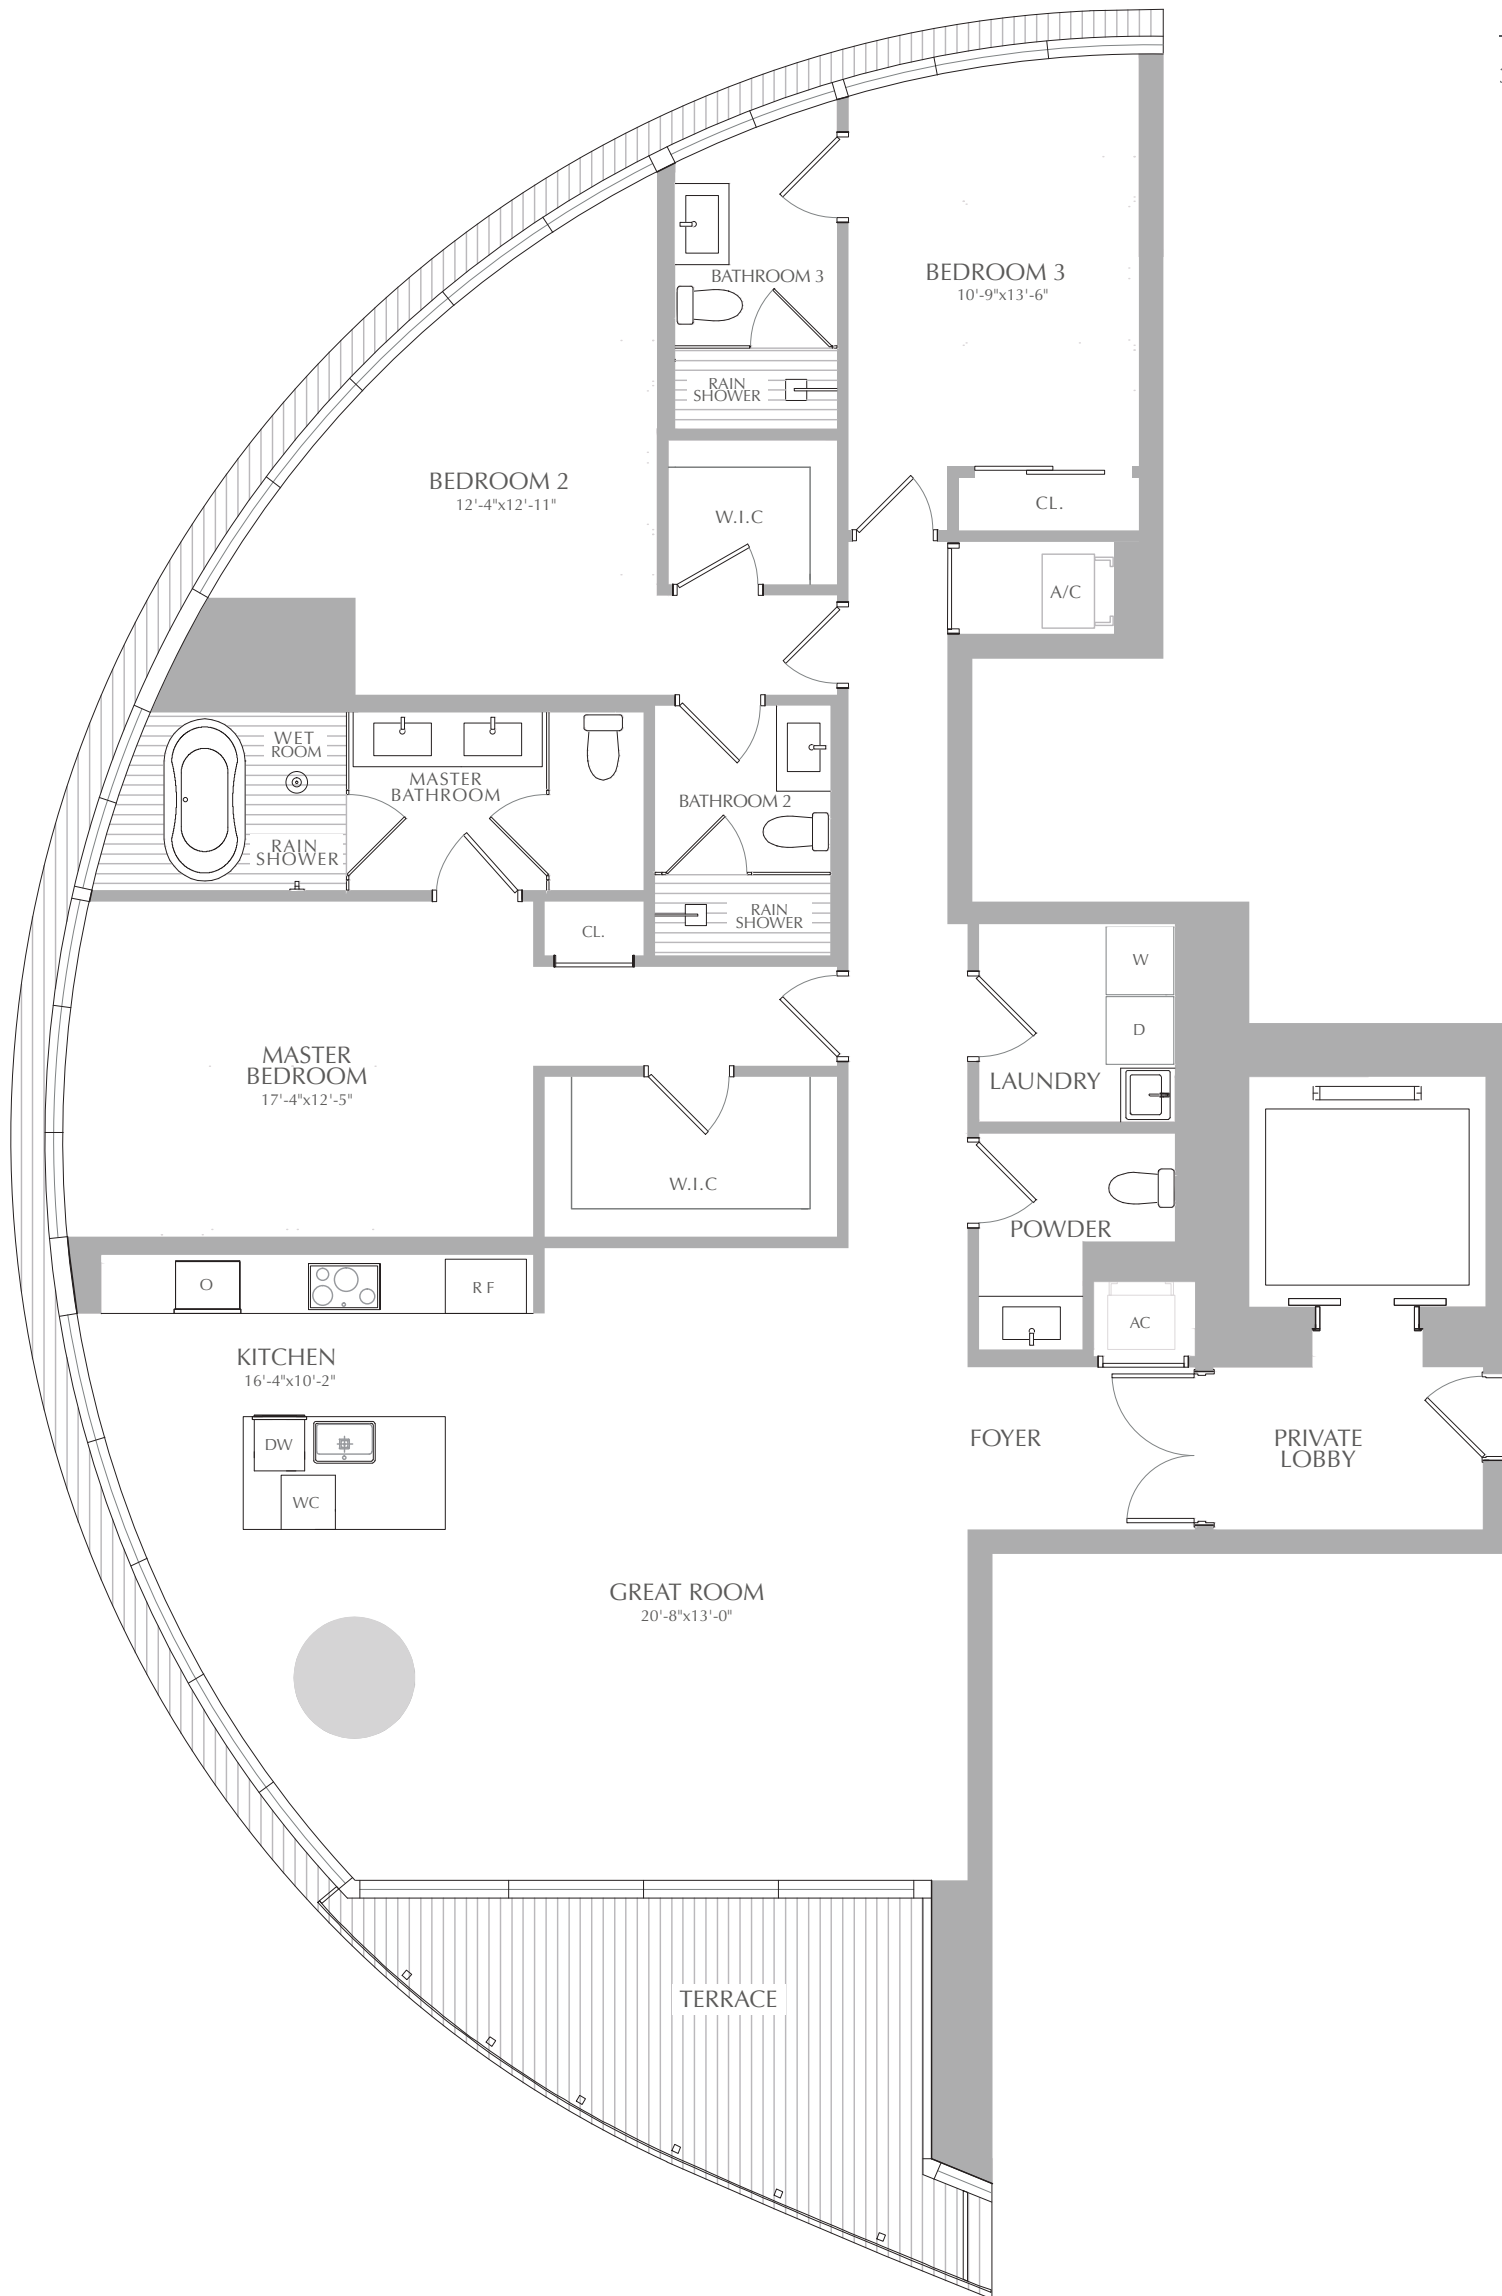 BATHROOM 3
BEDROOM 3
10'-9"x13'-6"
RAIN
SHOWER
BEDROOM 2
12'-4"x12'-11"
W.I.C
CL.
A/C
WET
ROOM
MASTER
BATHROOM
RAIN
SHOWER
BATHROOM 2
RAIN
SHOWER
CL.
W
D
LAUNDRY
MASTER
BEDROOM
17'-4"x12'-5"
W.I.C
POWDER
O
R F
AC
KITCHEN
16'-4"x10'-2"
DW
WC
FOYER
PRIVATE
LOBBY
GREAT ROOM
20'-8"x13'-0"
TERRACE